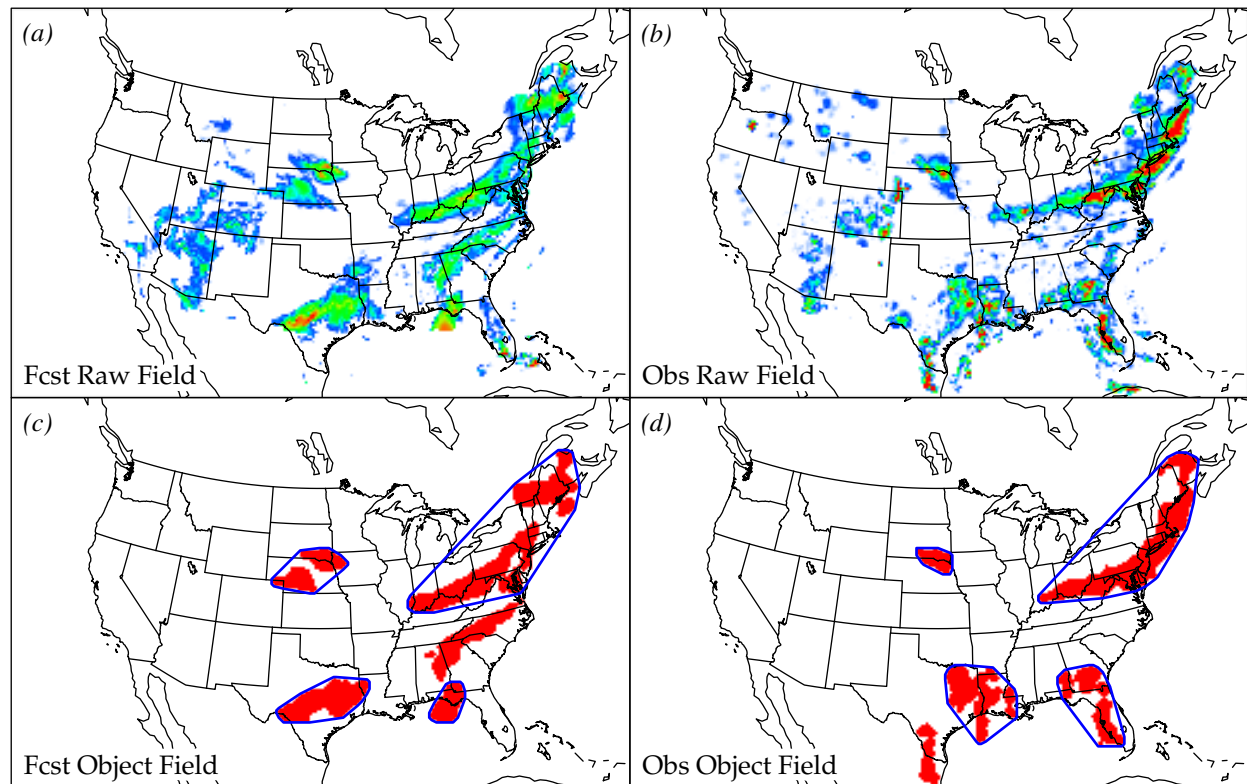 (a)
Fcst Raw Field
(b)
Obs Raw Field
(c)
Fcst Object Field
(d)
Obs Object Field